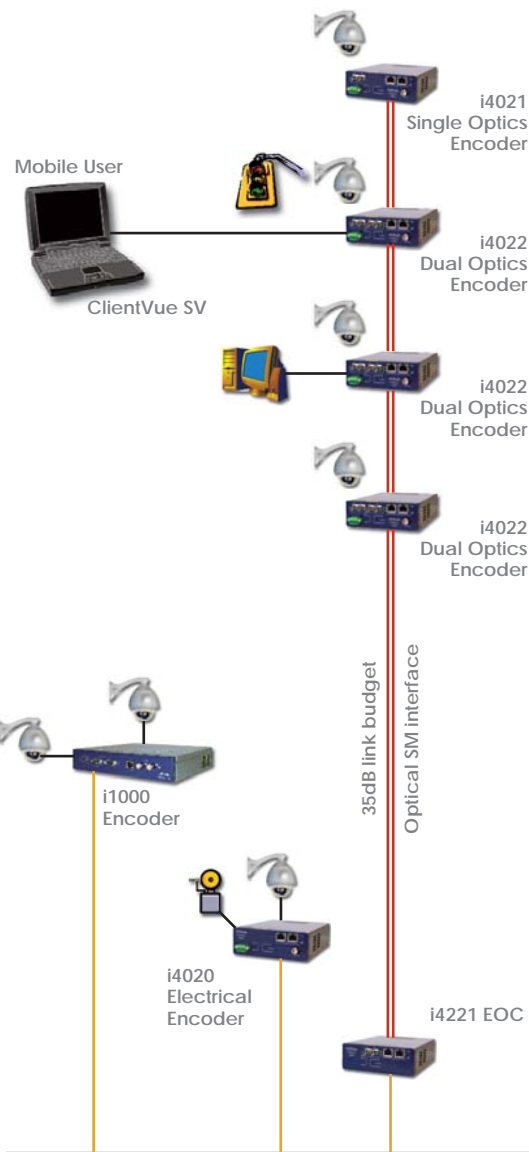 i4021
Single Optics
Encoder
Mobile User
i4022
Dual Optics
Encoder
ClientVue SV
i4022
Dual Optics
Encoder
i4022
Dual Optics
Encoder
35dB link budget
Optical SM interface
i1000
Encoder
i4020
Electrical
Encoder
i4221 EOC